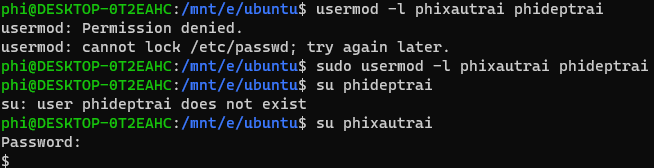 phi@DESKTOP-0T2EAHC:/mnt/e/ubuntu$ usermod -l phixautrai phideptrai
usermod: Permission denied.
usermod: cannot lock /etc/passwd; try again later.
phi@DESKTOP-0T2EAHC:/mnt/e/ubuntu$ sudo usermod -l phixautrai phideptrai
phi@DESKTOP-0T2EAHC:/mnt/e/ubuntu$ su phideptrai
su: user phideptrai does not exist
phi@DESKTOP-0T2EAHC:/mnt/e/ubuntu$ su phixautrai
Password:
$